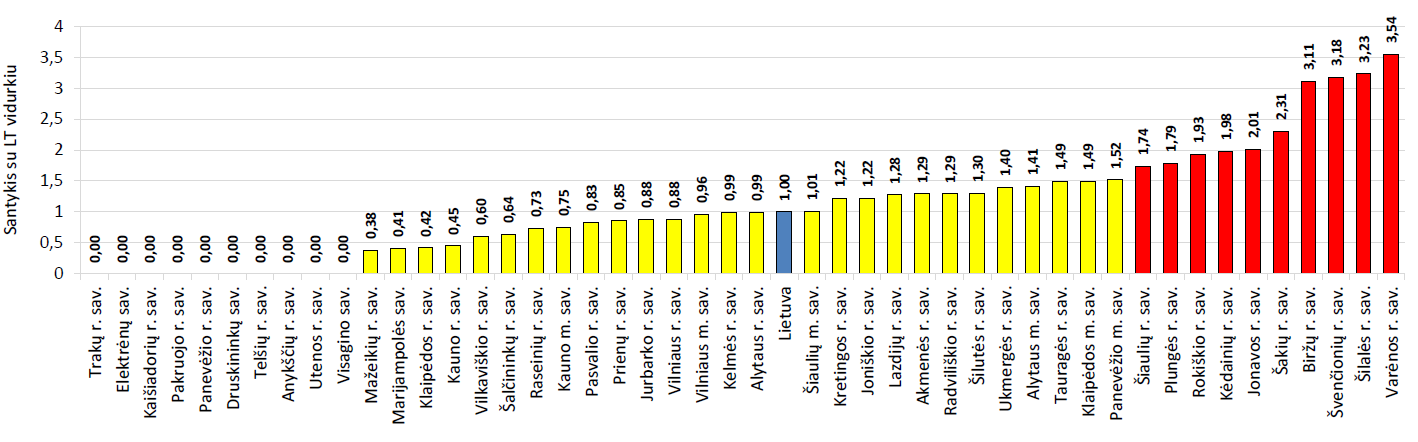 Santykis su LT vidurkiu
4
3,5
3
2,5
2
1,5
1
0,5
0
0,00
0,00
0,00
0,00
0,00
0,00
0,00
0,00
0,00
0,00
0,38
0,41
0,42
0,45
0,60
0,64
0,73
0,75
0,83
0,85
0,88
0,88
0,96
0,99
0,99
1,00
1,01
1,22
1,22
1,28
1,29
1,29
1,30
1,40
1,41
1,49
1,49
1,52
1,74
1,79
1,93
1,98
2,01
2,31
3,11
3,18
3,23
3,54
Trakų r. sav.
Elektrėnų sav.
Kaišiadorių r. sav.
Pakruojo r. sav.
Panevėžio r. sav.
Druskininkų sav.
Telšių r. sav.
Anykščių r. sav.
Utenos r. sav.
Visagino sav.
Mažeikių r. sav.
Marijampolės sav.
Klaipėdos r. sav.
Kauno r. sav.
Vilkaviškio r. sav.
Šalčininkų r. sav.
Raseinių r. sav.
Kauno m. sav.
Pasvalio r. sav.
Prienų r. sav.
Jurbarko r. sav.
Vilniaus r. sav.
Vilniaus m. sav.
Kelmės r. sav.
Alytaus r. sav.
Lietuva
Šiaulių m. sav.
Kretingos r. sav.
Joniškio r. sav.
Lazdijų r. sav.
Akmenės r. sav.
Radviliškio r. sav.
Šilutės r. sav.
Ukmergės r. sav.
Alytaus m. sav.
Tauragės r. sav.
Klaipėdos m. sav.
Panevėžio m. sav.
Šiaulių r. sav.
Plungės r. sav.
Rokiškio r. sav.
Kėdainių r. sav.
Jonavos r. sav.
Šakių r. sav.
Biržų r. sav.
Švenčionių r. sav.
Šilalės r. sav.
Varėnos r. sav.